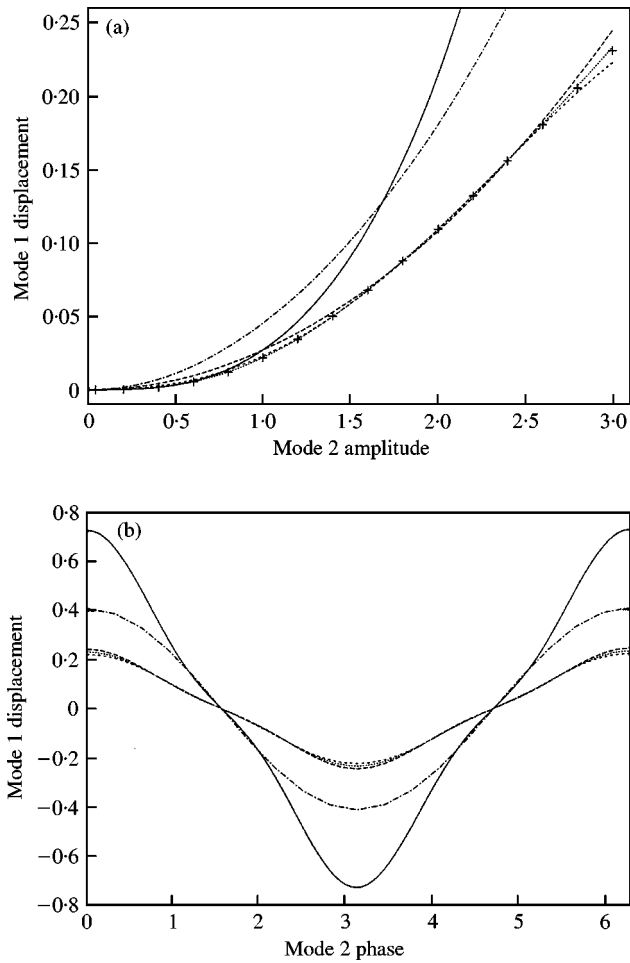 (a)
0·25
0·20
0·15
0·10
0·05
0
0 0·5 1·0 1·5 2·0 2·5 3·0
Mode 1 displacement
Mode 2 amplitude
(b)
0·8
0·6
0·4
0·2
0
−0·2
−0·4
−0·6
−0·8
0 1 2 3 4 5 6
Mode 1 displacement
Mode 2 phase